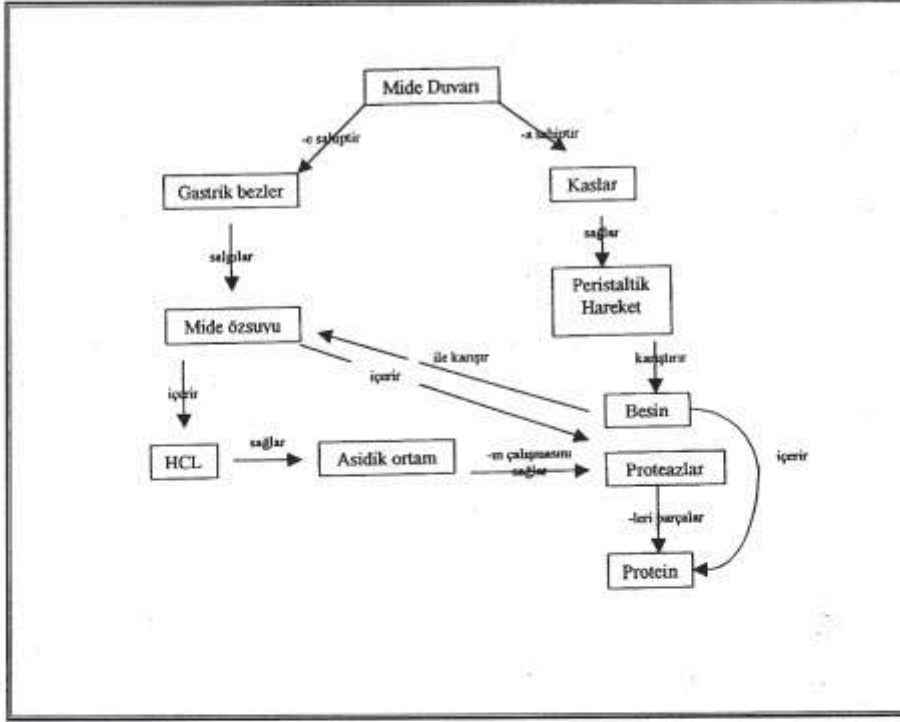 Mide Duvarı
-e sahiptir
-a sahiptir
Gastrik bezler
Kaslar
salgılar
sağlar
Peristaltik
Hareket
Mide özsuyu
ile karışır
karıştırır
içerir
içerir
Besin
HCL
sağlar
Asidik ortam
-ın çalışmasını
sağlar
Proteazlar
içerir
-leri parçalar
Protein